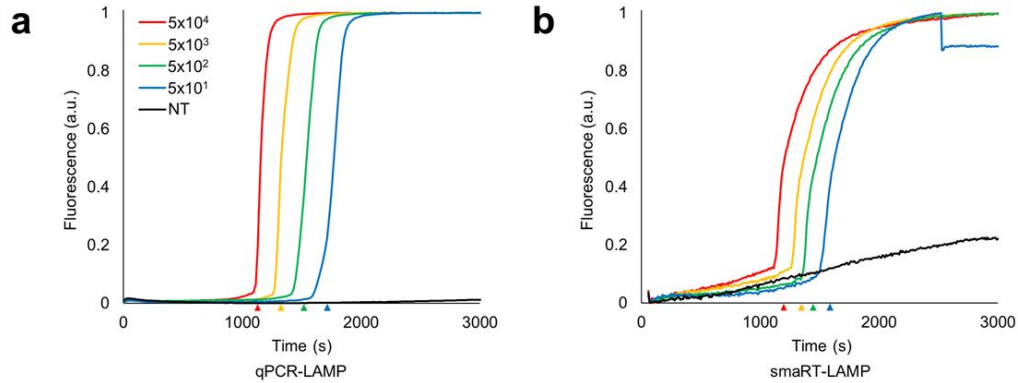 a
Fluorescence (a.u.)
1
0.8
0.6
0.4
0.2
0
5x10⁴
5x10³
5x10²
5x10¹
NT
0 1000 2000 3000
Time (s)
qPCR-LAMP
b
Fluorescence (a.u.)
1
0.8
0.6
0.4
0.2
0
0 1000 2000 3000
Time (s)
smaRT-LAMP